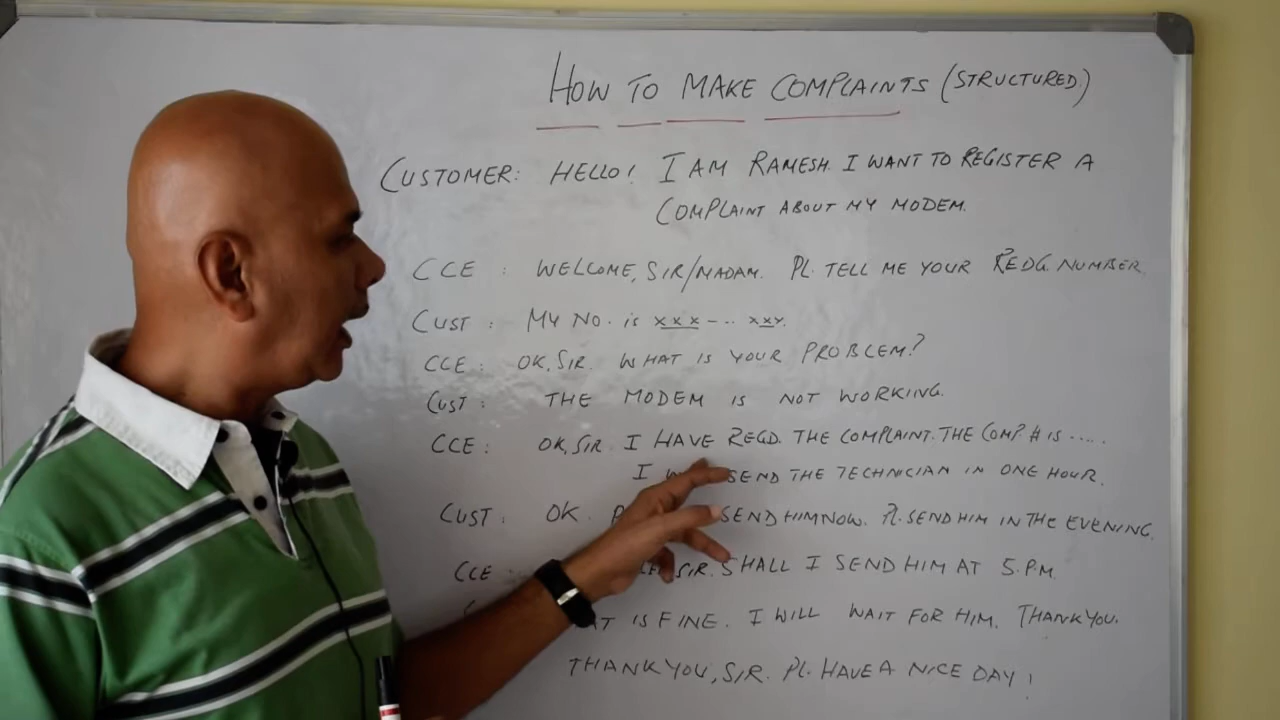 HOW TO MAKE COMPLAINTS (STRUCTURED)
CUSTOMER: HELLO! I AM RAMESH. I WANT TO REGISTER A
COMPLAINT ABOUT MY MODEM.
CCE : WELCOME, SIR/MADAM. PL. TELL ME YOUR REDG. NUMBER.
CUST : MY NO. is xxx-.. xxy.
CCE : OK, SIR. WHAT IS YOUR PROBLEM?
CUST : THE MODEM IS NOT WORKING.
CCE : OK, SIR. I HAVE REGD. THE COMPLAINT. THE COMP # IS .....
I SEND THE TECHNICIAN IN ONE HOUR.
CUST : OK. SEND HIM NOW. PL. SEND HIM IN THE EVENING.
CCE SIR. SHALL I SEND HIM AT 5.P.M.
IS FINE. I WILL WAIT FOR HIM. THANK YOU.
THANK YOU, SIR. PL. HAVE A NICE DAY!